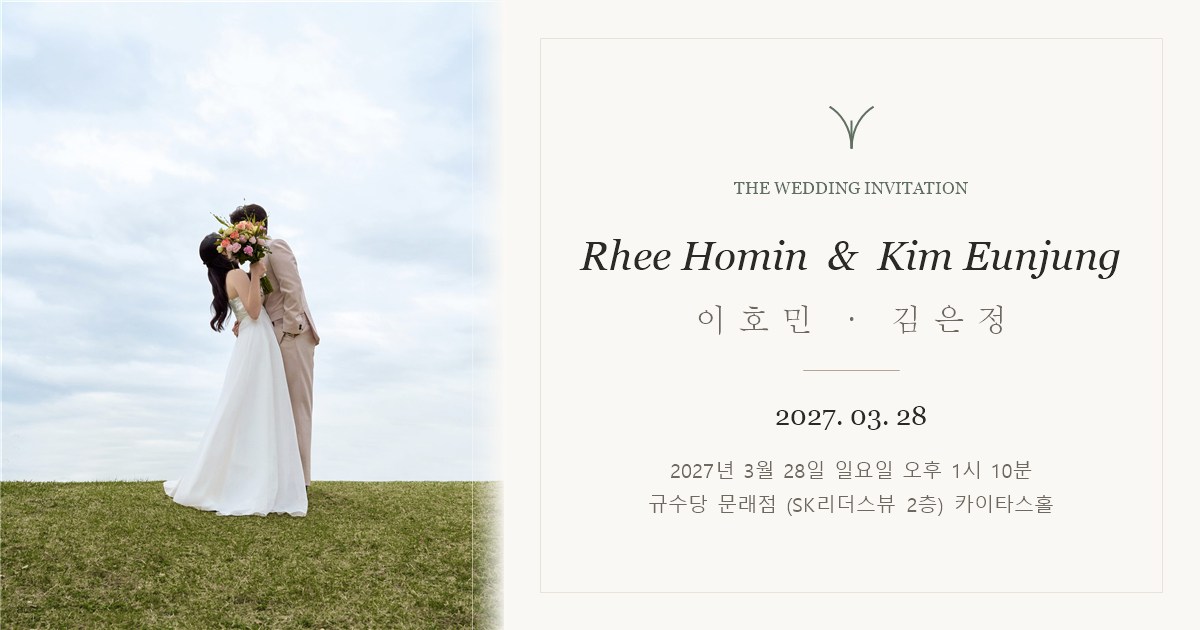 THE WEDDING INVITATION
Rhee Homin & Kim Eunjung
이호민 · 김은정
2027. 03. 28
2027년 3월 28일 일요일 오후 1시 10분
규수당 문래점 (SK리더스뷰 2층) 카이타스홀